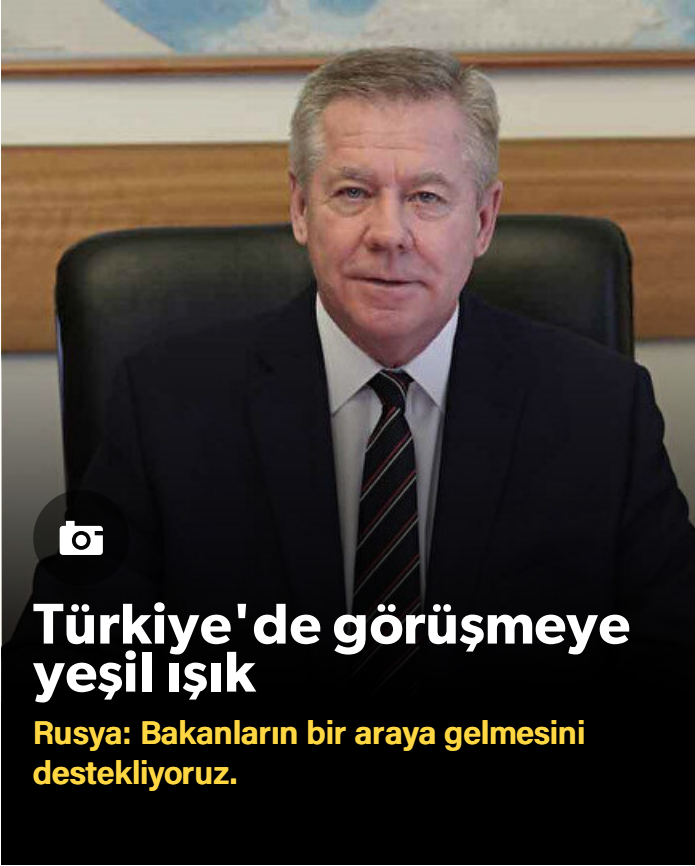 Türkiye'de görüşmeye
yeşil ışık
Rusya: Bakanların bir araya gelmesini
destekliyoruz.